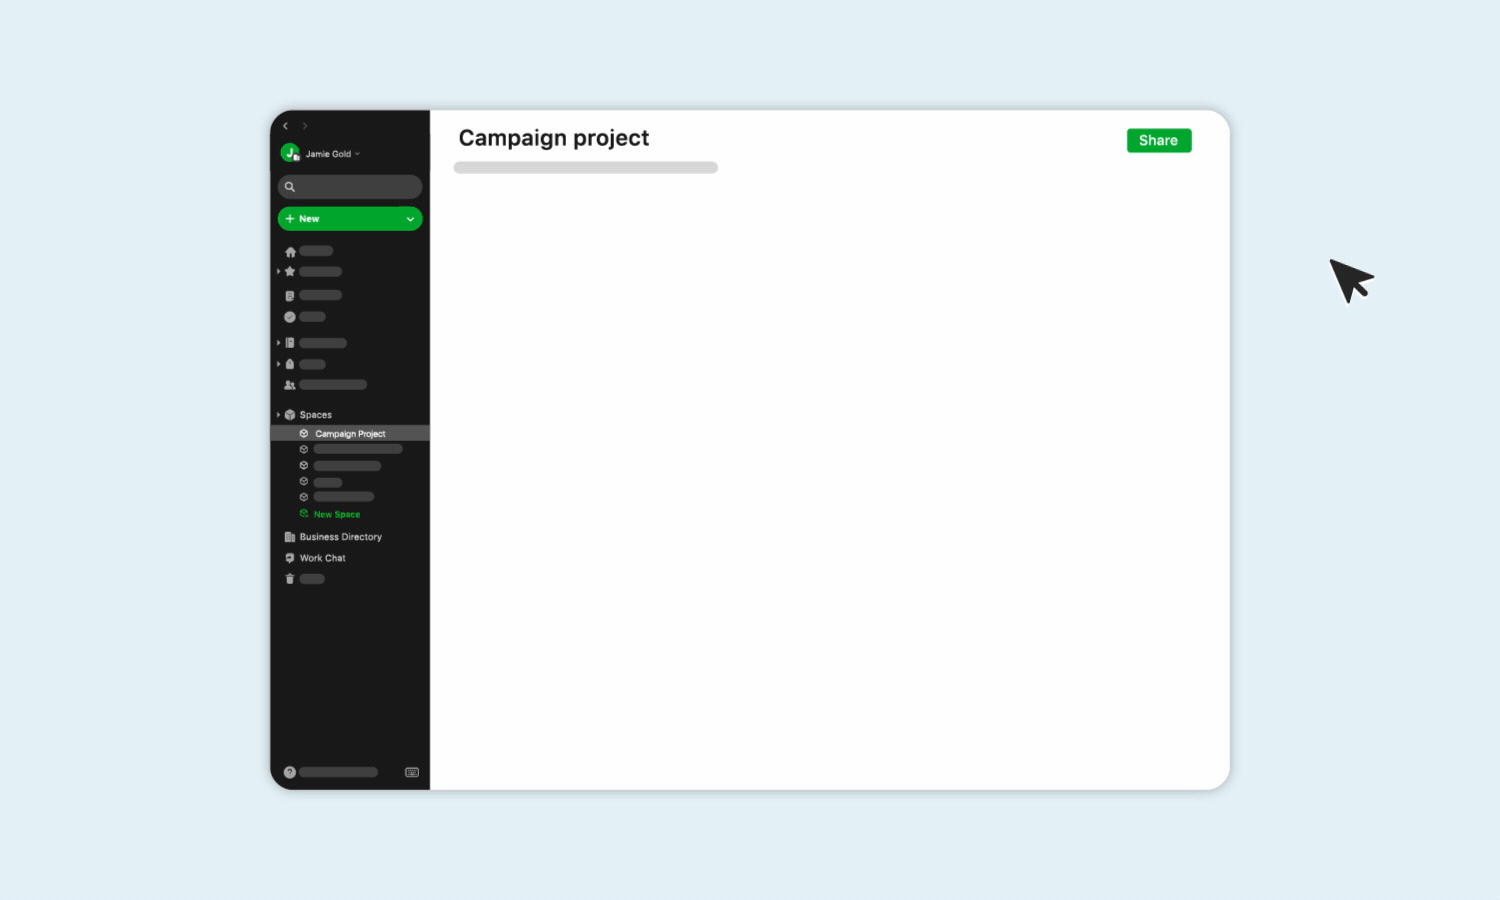 J
Jamie Gold
New
Spaces
Campaign Project
New Space
Business Directory
Work Chat
?
Campaign project
Share